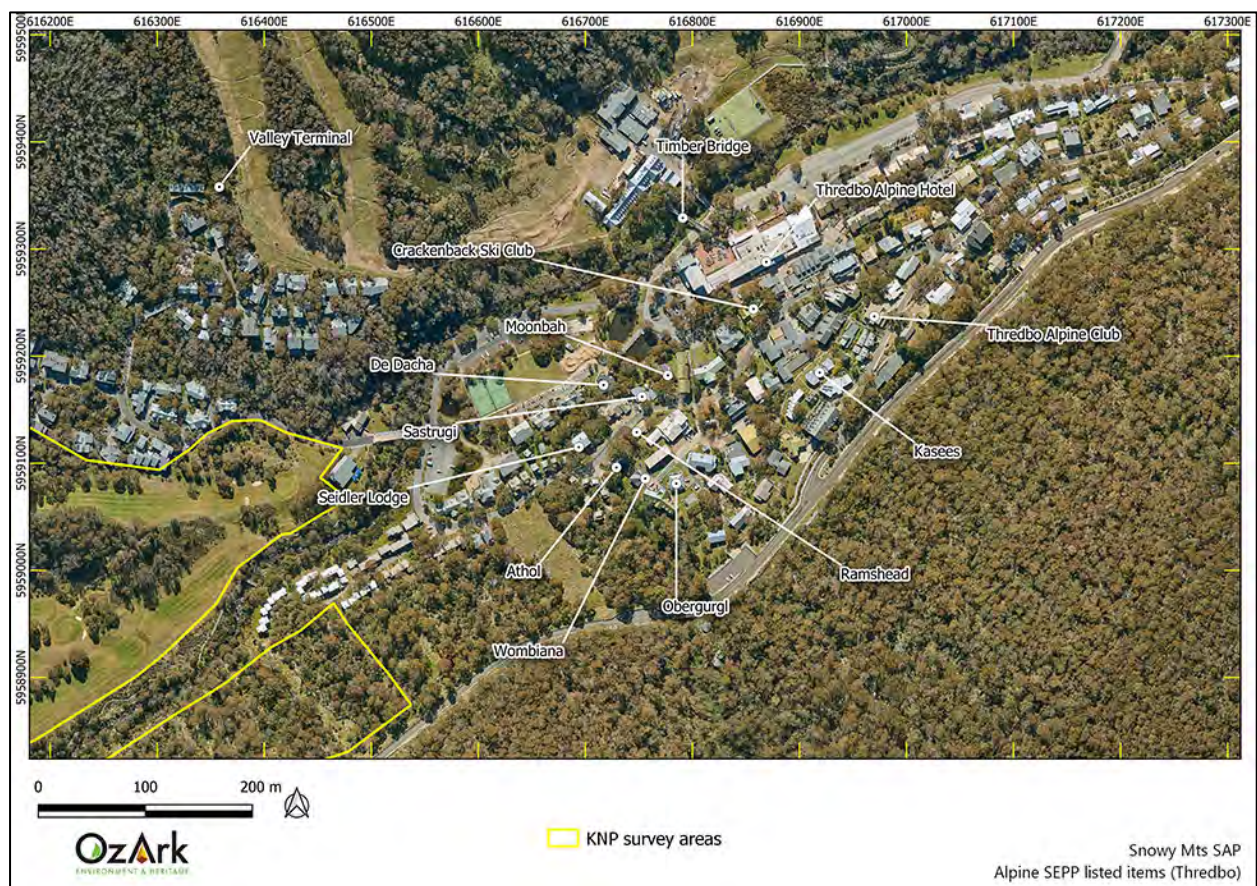 616200E 616300E 616400E 616500E 616600E 616700E 616800E 616900E 617000E 617100E 617200E 617300E
5959500N
5959400N
5959300N
5959200N
5959100N
5959000N
5958900N
Valley Terminal
Timber Bridge
Thredbo Alpine Hotel
Crackenback Ski Club
Moonbah
Thredbo Alpine Club
De Dacha
Sastrugi
Kasees
Seidler Lodge
Athol
Ramshead
Obergurgl
Wombiana
0 100 200 m
OzArk
ENVIRONMENT & HERITAGE
KNP survey areas
Snowy Mts SAP
Alpine SEPP listed items (Thredbo)